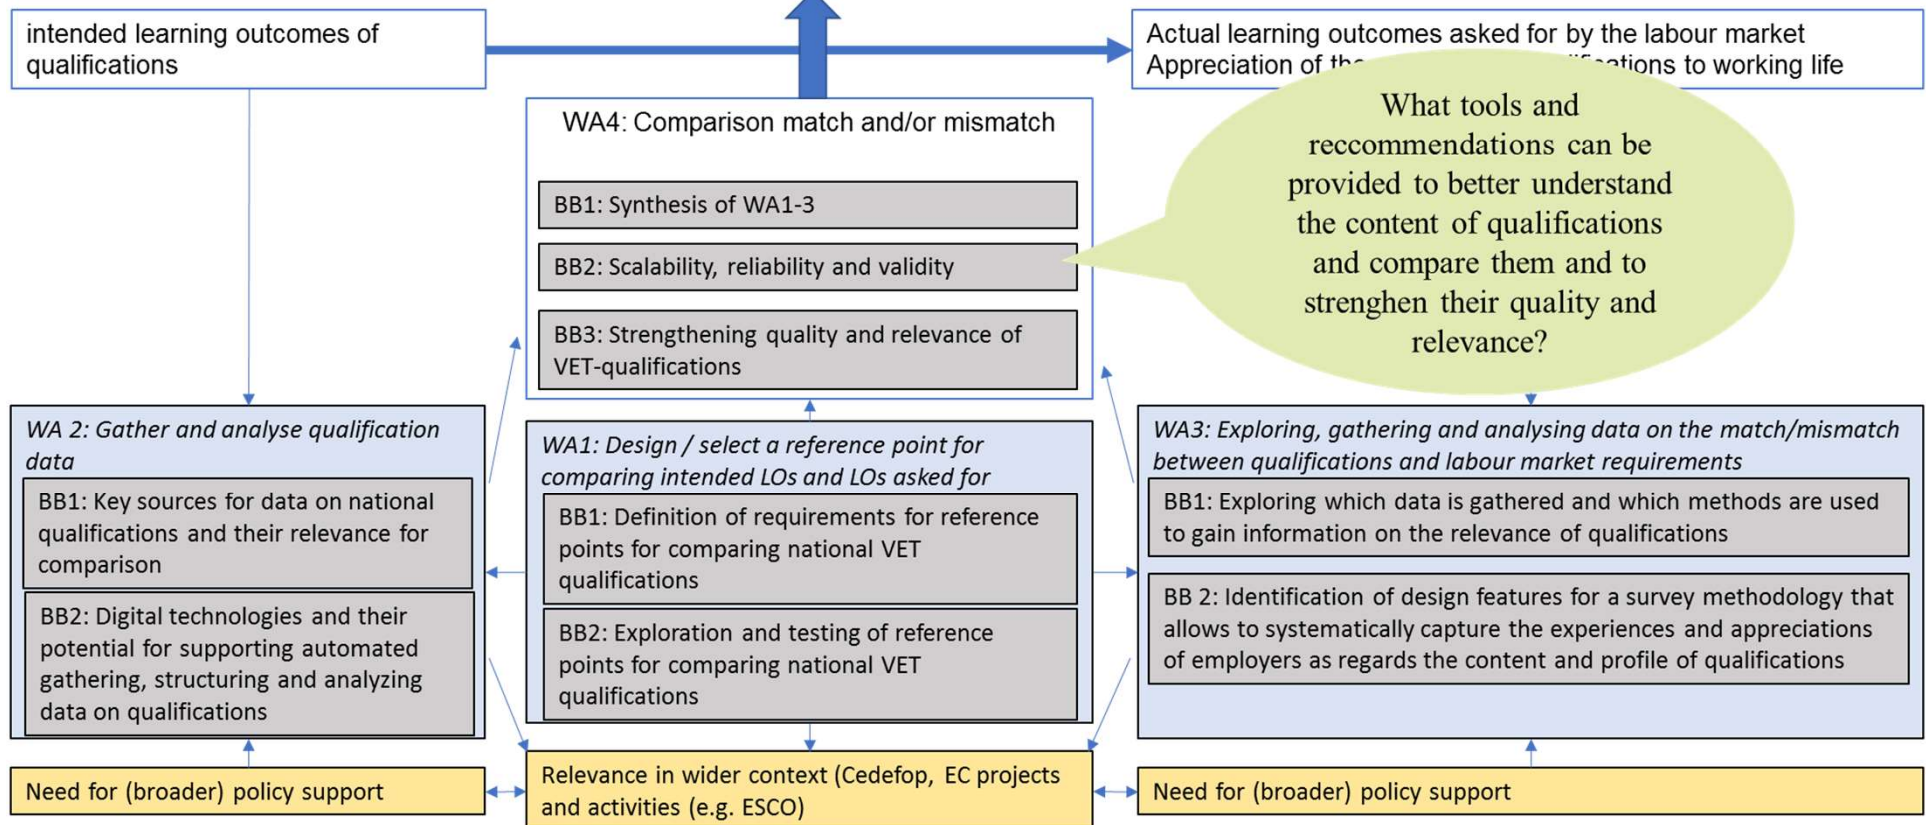 intended learning outcomes of
qualifications
Actual learning outcomes asked for by the labour market
Appreciation of
to working life
What tools and
reccommendations can be
provided to better understand
the content of qualifications
and compare them and to
strenghen their quality and
relevance?
WA4: Comparison match and/or mismatch
BB1: Synthesis of WA1-3
BB2: Scalability, reliability and validity
BB3: Strengthening quality and relevance of
VET-qualifications
WA 2: Gather and analyse qualification
data
BB1: Key sources for data on national
qualifications and their relevance for
comparison
BB2: Digital technologies and their
potential for supporting automated
gathering, structuring and analyzing
data on qualifications
WA1: Design / select a reference point for
comparing intended LOs and LOs asked for
BB1: Definition of requirements for reference
points for comparing national VET
qualifications
BB2: Exploration and testing of reference
points for comparing national VET
qualifications
WA3: Exploring, gathering and analysing data on the match/mismatch
between qualifications and labour market requirements
BB1: Exploring which data is gathered and which methods are used
to gain information on the relevance of qualifications
BB 2: Identification of design features for a survey methodology that
allows to systematically capture the experiences and appreciations
of employers as regards the content and profile of qualifications
Need for (broader) policy support
Relevance in wider context (Cedefop, EC projects
and activities (e.g. ESCO)
Need for (broader) policy support